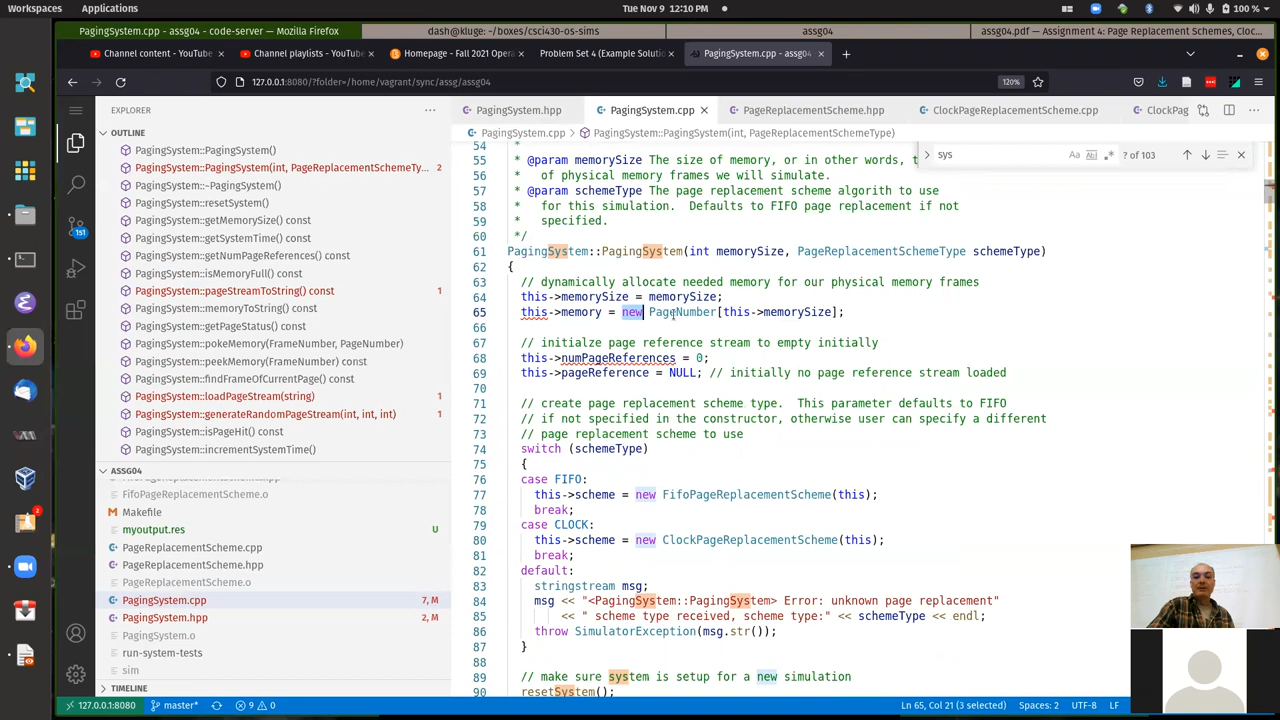 Workspaces Applications Tue Nov 9 12:10 PM 100 %
PagingSystem.cpp - assg04 - code-server — Mozilla Firefox
dash@kluge: ~/boxes/csci430-os-sims
assg04
assg04.pdf — Assignment 4: Page Replacement Schemes, Cloc...
Channel content - YouTube
Channel playlists - YouTube
Homepage - Fall 2021 Opera
Problem Set 4 (Example Solutio
PagingSystem.cpp - assg04
127.0.0.1:8080/?folder=/home/vagrant/sync/assg/assg04 120%
EXPLORER
OUTLINE
PagingSystem::PagingSystem()
PagingSystem::PagingSystem(int, PageReplacementSchemeTy... 2
PagingSystem::~PagingSystem()
PagingSystem::resetSystem()
PagingSystem::getMemorySize() const
PagingSystem::getSystemTime() const
PagingSystem::getNumPageReferences() const
PagingSystem::isMemoryFull() const
PagingSystem::pageStreamToString() const 1
PagingSystem::memoryToString() const
PagingSystem::getPageStatus() const
PagingSystem::pokeMemory(FrameNumber, PageNumber)
PagingSystem::peekMemory(FrameNumber) const
PagingSystem::findFrameOfCurrentPage() const
PagingSystem::loadPageStream(string) 1
PagingSystem::generateRandomPageStream(int, int, int) 1
PagingSystem::isPageHit() const
PagingSystem::incrementSystemTime()
ASSG04
FifoPageReplacementScheme.hpp
FifoPageReplacementScheme.o
Makefile
myoutput.res U
PageReplacementScheme.cpp
PageReplacementScheme.hpp
PageReplacementScheme.o
PagingSystem.cpp 7, M
PagingSystem.hpp 2, M
PagingSystem.o
run-system-tests
sim
TIMELINE
PagingSystem.hpp
PagingSystem.cpp
PageReplacementScheme.hpp
ClockPageReplacementScheme.cpp
ClockPag
PagingSystem.cpp > PagingSystem::PagingSystem(int, PageReplacementSchemeType)
sys Aa ? of 103
54 *
55 * @param memorySize The size of memory, or in other words, t
56 * of physical memory frames we will simulate.
57 * @param schemeType The page replacement scheme algorith to use
58 * for this simulation. Defaults to FIFO page replacement if not
59 * specified.
60 */
61 PagingSystem::PagingSystem(int memorySize, PageReplacementSchemeType schemeType)
62 {
63 // dynamically allocate needed memory for our physical memory frames
64 this->memorySize = memorySize;
65 this->memory = new PageNumber[this->memorySize];
66
67 // initialze page reference stream to empty initially
68 this->numPageReferences = 0;
69 this->pageReference = NULL; // initially no page reference stream loaded
70
71 // create page replacement scheme type. This parameter defaults to FIFO
72 // if not specified in the constructor, otherwise user can specify a different
73 // page replacement scheme to use
74 switch (schemeType)
75 {
76 case FIFO:
77 this->scheme = new FifoPageReplacementScheme(this);
78 break;
79 case CLOCK:
80 this->scheme = new ClockPageReplacementScheme(this);
81 break;
82 default:
83 stringstream msg;
84 msg << "<PagingSystem::PagingSystem> Error: unknown page replacement"
85 << " scheme type received, scheme type:" << schemeType << endl;
86 throw SimulatorException(msg.str());
87 }
88
89 // make sure system is setup for a new simulation
90 resetSystem();
127.0.0.1:8080 master* 9 0 Ln 65, Col 21 (3 selected) Spaces: 2 UTF-8 LF